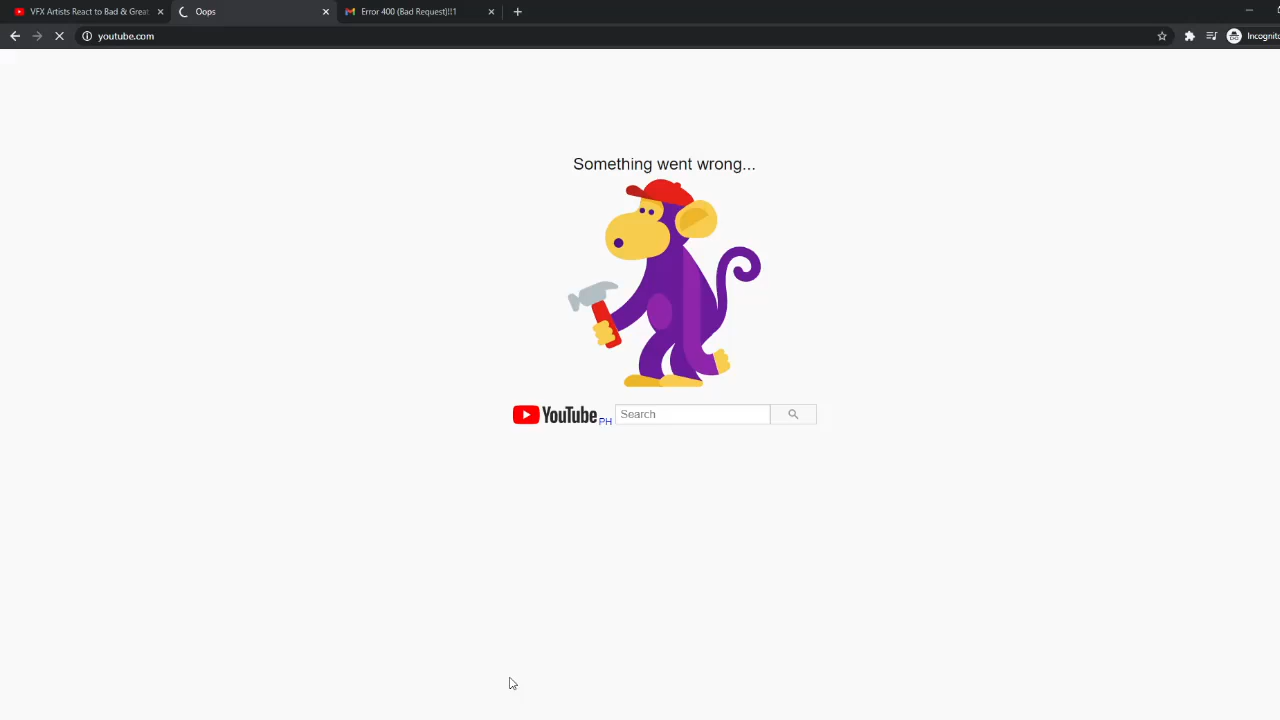 VFX Artists React to Bad & Great
Oops
Error 400 (Bad Request)!!1
youtube.com
Incognito
Something went wrong...
YouTube PH
Search